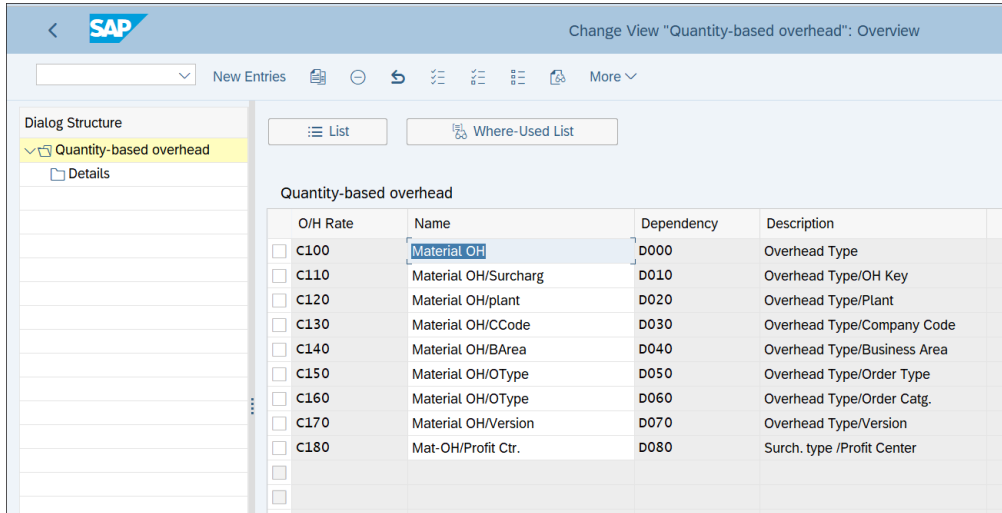 SAP
Change View "Quantity-based overhead": Overview
New Entries
More
Dialog Structure
Quantity-based overhead
Details
List
Where-Used List
Quantity-based overhead
O/H Rate Name Dependency Description
C100 Material OH D000 Overhead Type
C110 Material OH/Surcharg D010 Overhead Type/OH Key
C120 Material OH/plant D020 Overhead Type/Plant
C130 Material OH/CCode D030 Overhead Type/Company Code
C140 Material OH/BArea D040 Overhead Type/Business Area
C150 Material OH/OType D050 Overhead Type/Order Type
C160 Material OH/OType D060 Overhead Type/Order Catg.
C170 Material OH/Version D070 Overhead Type/Version
C180 Mat-OH/Profit Ctr. D080 Surch. type /Profit Center